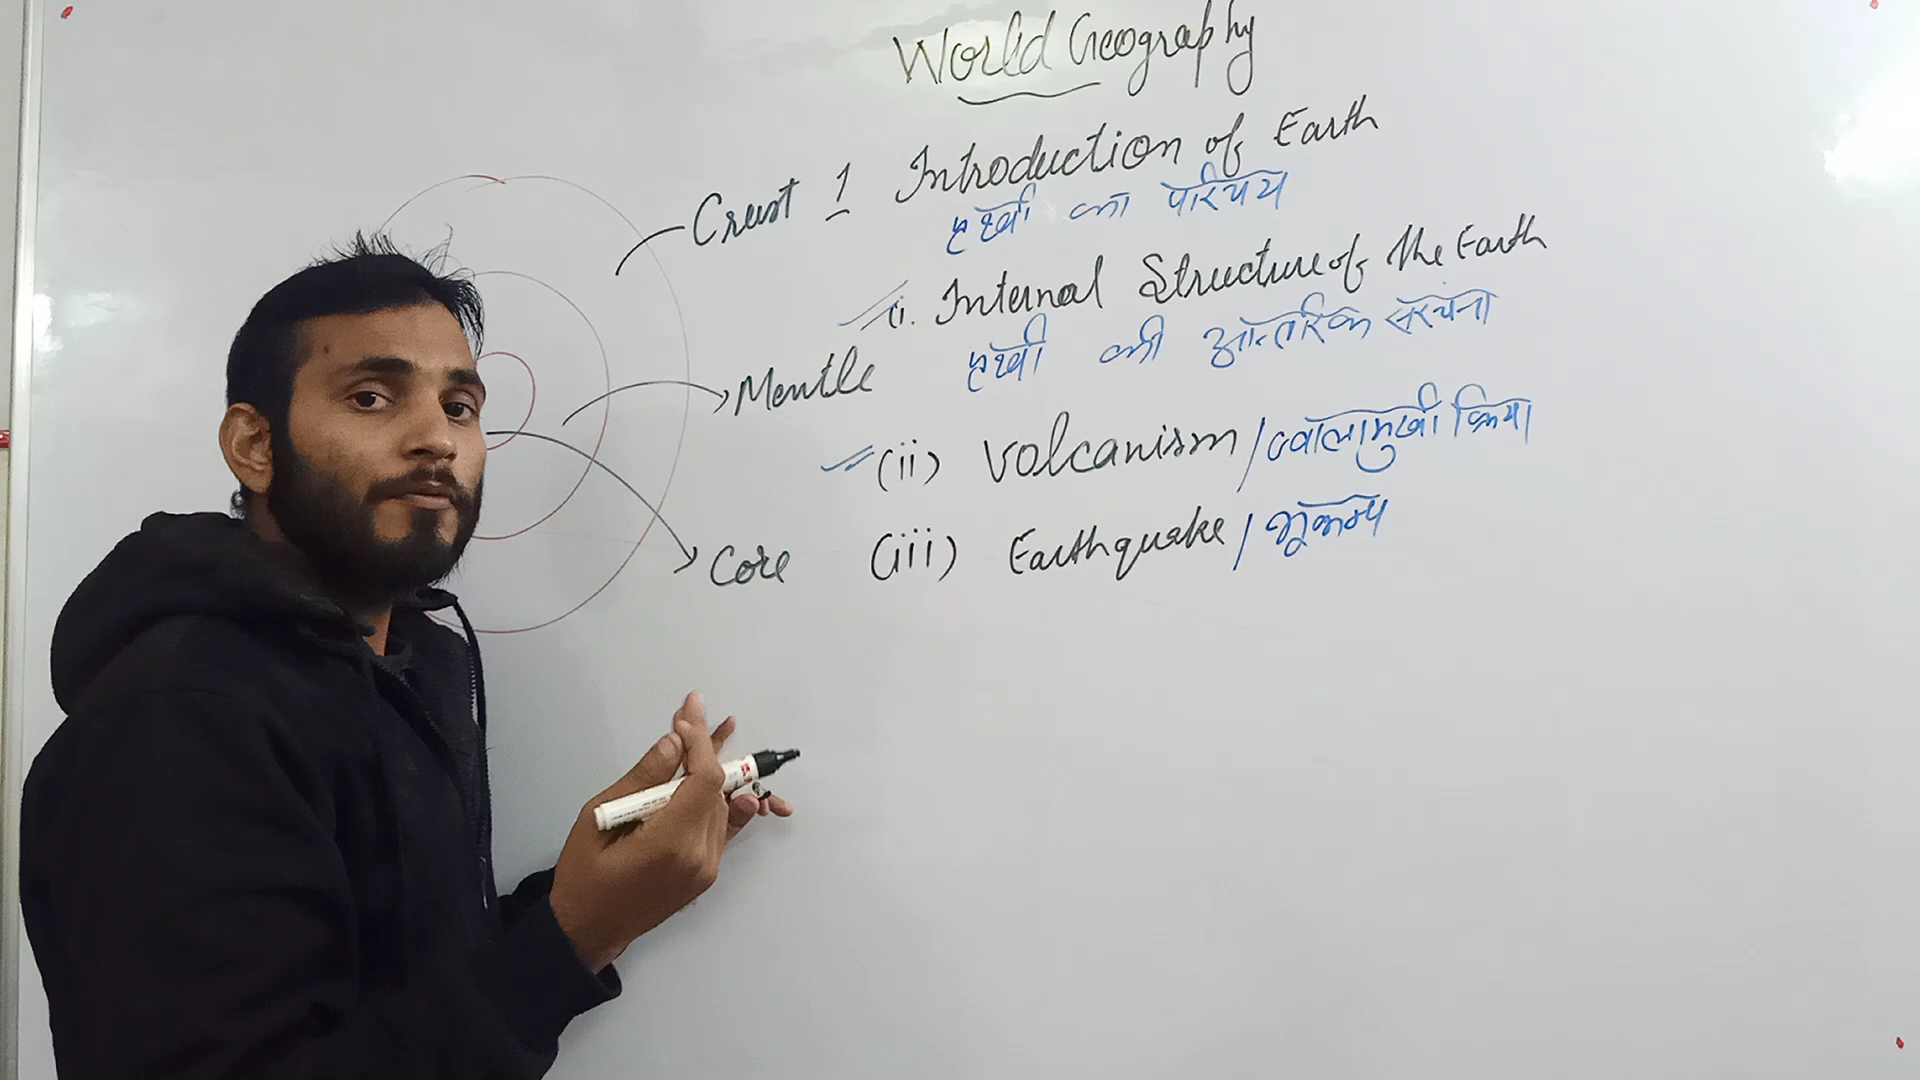 World Geography
1 Introduction of Earth
पृथ्वी का परिचय
(i. Internal Structure of the Earth
पृथ्वी की आन्तरिक संरचना
(ii) Volcanism / ज्वालामुखी क्रिया
(iii) Earthquake / भूकम्प
Crust
Mentle
Core